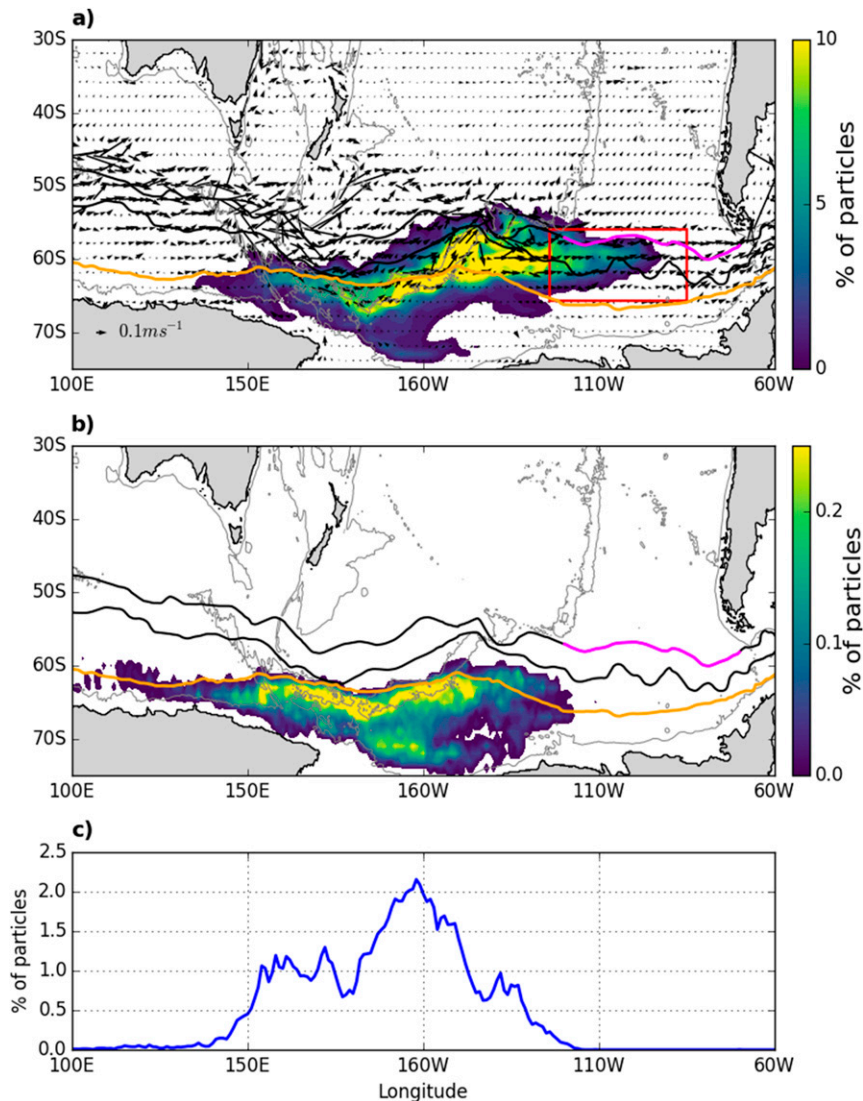 a)
10
30S
40S
50S
5
60S
70S
0.1ms⁻¹
0
100E 150E 160W 110W 60W
% of particles
b)
30S
40S
0.2
50S
60S
0.1
70S
0.0
100E 150E 160W 110W 60W
% of particles
c)
2.5
2.0
1.5
1.0
0.5
0.0
% of particles
100E 150E 160W 110W 60W
Longitude